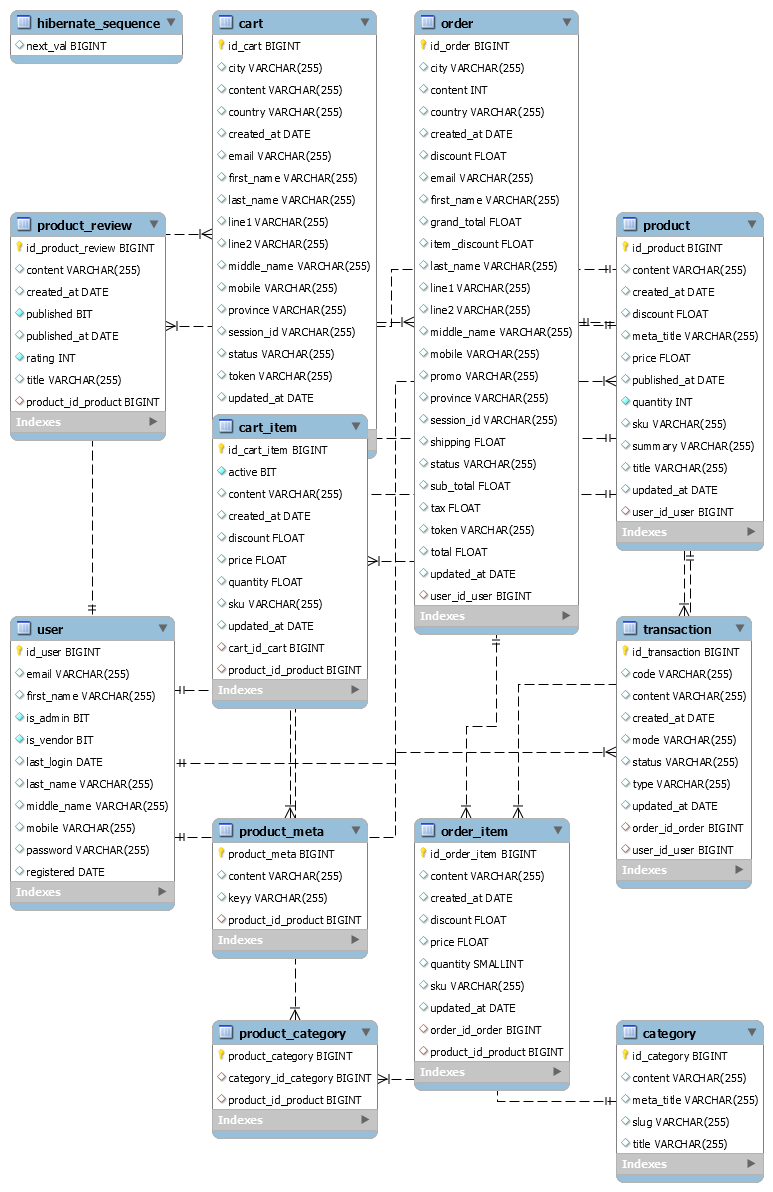 hibernate_sequence
next_val BIGINT
cart
id_cart BIGINT
city VARCHAR(255)
content VARCHAR(255)
country VARCHAR(255)
created_at DATE
email VARCHAR(255)
first_name VARCHAR(255)
last_name VARCHAR(255)
line1 VARCHAR(255)
line2 VARCHAR(255)
middle_name VARCHAR(255)
mobile VARCHAR(255)
province VARCHAR(255)
session_id VARCHAR(255)
status VARCHAR(255)
token VARCHAR(255)
updated_at DATE
order
id_order BIGINT
city VARCHAR(255)
content INT
country VARCHAR(255)
created_at DATE
discount FLOAT
email VARCHAR(255)
first_name VARCHAR(255)
grand_total FLOAT
item_discount FLOAT
last_name VARCHAR(255)
line1 VARCHAR(255)
line2 VARCHAR(255)
middle_name VARCHAR(255)
mobile VARCHAR(255)
promo VARCHAR(255)
province VARCHAR(255)
session_id VARCHAR(255)
shipping FLOAT
status VARCHAR(255)
sub_total FLOAT
tax FLOAT
token VARCHAR(255)
total FLOAT
updated_at DATE
user_id_user BIGINT
Indexes
product_review
id_product_review BIGINT
content VARCHAR(255)
created_at DATE
published BIT
published_at DATE
rating INT
title VARCHAR(255)
product_id_product BIGINT
Indexes
product
id_product BIGINT
content VARCHAR(255)
created_at DATE
discount FLOAT
meta_title VARCHAR(255)
price FLOAT
published_at DATE
quantity INT
sku VARCHAR(255)
summary VARCHAR(255)
title VARCHAR(255)
updated_at DATE
user_id_user BIGINT
Indexes
cart_item
id_cart_item BIGINT
active BIT
content VARCHAR(255)
created_at DATE
discount FLOAT
price FLOAT
quantity FLOAT
sku VARCHAR(255)
updated_at DATE
cart_id_cart BIGINT
product_id_product BIGINT
Indexes
user
id_user BIGINT
email VARCHAR(255)
first_name VARCHAR(255)
is_admin BIT
is_vendor BIT
last_login DATE
last_name VARCHAR(255)
middle_name VARCHAR(255)
mobile VARCHAR(255)
password VARCHAR(255)
registered DATE
Indexes
transaction
id_transaction BIGINT
code VARCHAR(255)
content VARCHAR(255)
created_at DATE
mode VARCHAR(255)
status VARCHAR(255)
type VARCHAR(255)
updated_at DATE
order_id_order BIGINT
user_id_user BIGINT
Indexes
product_meta
product_meta BIGINT
content VARCHAR(255)
keyy VARCHAR(255)
product_id_product BIGINT
Indexes
order_item
id_order_item BIGINT
content VARCHAR(255)
created_at DATE
discount FLOAT
price FLOAT
quantity SMALLINT
sku VARCHAR(255)
updated_at DATE
order_id_order BIGINT
product_id_product BIGINT
Indexes
product_category
product_category BIGINT
category_id_category BIGINT
product_id_product BIGINT
Indexes
category
id_category BIGINT
content VARCHAR(255)
meta_title VARCHAR(255)
slug VARCHAR(255)
title VARCHAR(255)
Indexes